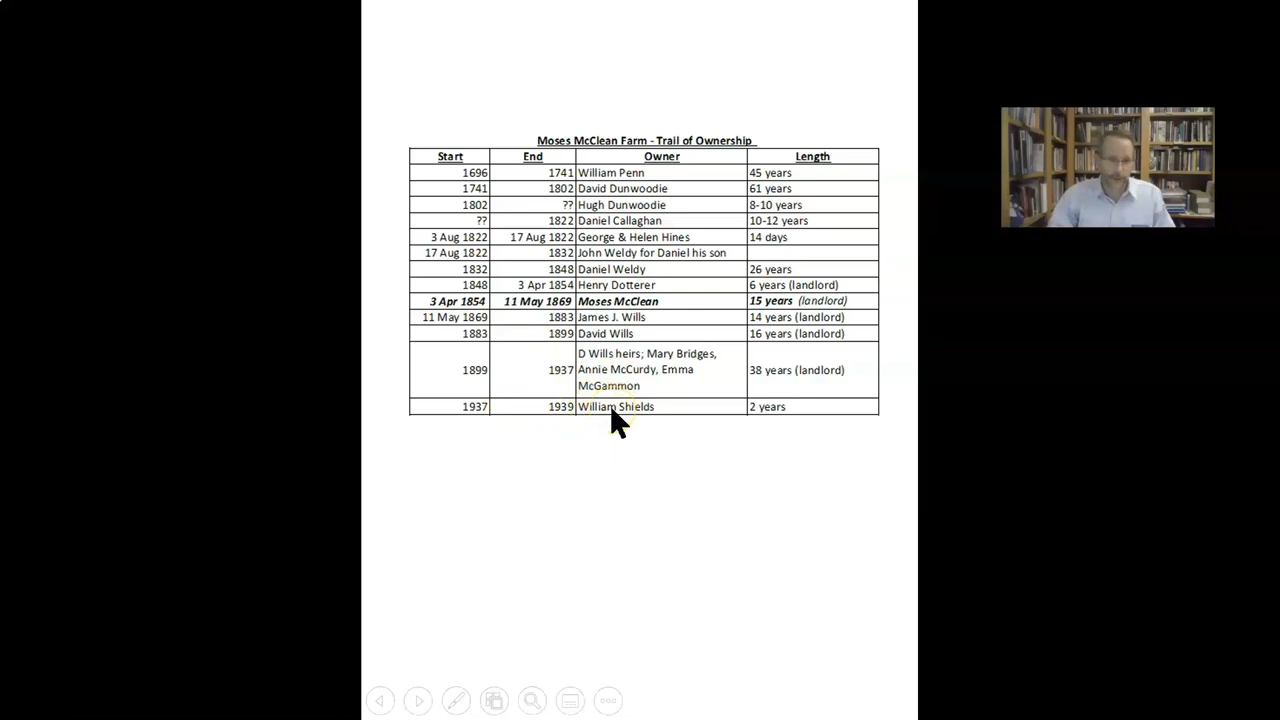 Moses McClean Farm - Trail of Ownership
Start End Owner Length
1696 1741 William Penn 45 years
1741 1802 David Dunwoodie 61 years
1802 ?? Hugh Dunwoodie 8-10 years
?? 1822 Daniel Callaghan 10-12 years
3 Aug 1822 17 Aug 1822 George & Helen Hines 14 days
17 Aug 1822 1832 John Weldy for Daniel his son
1832 1848 Daniel Weldy 26 years
1848 3 Apr 1854 Henry Dotterer 6 years (landlord)
3 Apr 1854 11 May 1869 Moses McClean 15 years (landlord)
11 May 1869 1883 James J. Wills 14 years (landlord)
1883 1899 David Wills 16 years (landlord)
D Wills heirs; Mary Bridges,
1899 1937 Annie McCurdy, Emma 38 years (landlord)
McGammon
1937 1939 William Shields 2 years